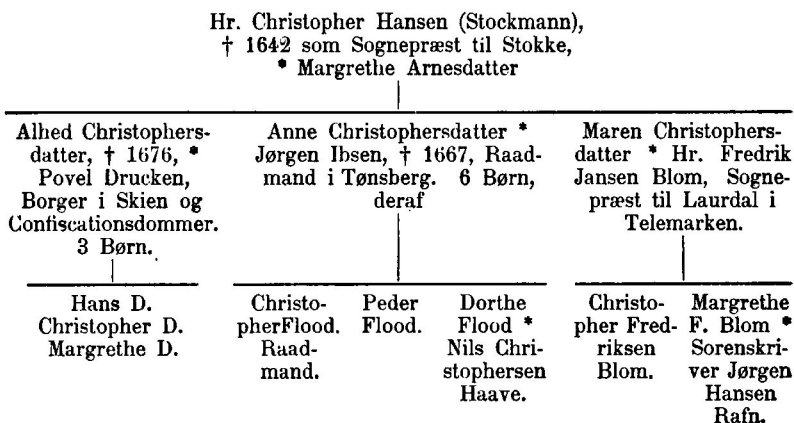 Hr. Christopher Hansen (Stockmann),
† 1642 som Sognepræst til Stokke,
* Margrethe Arnesdatter
Alhed Christophers-
datter, † 1676, *
Povel Drucken,
Borger i Skien og
Confiscationsdommer.
3 Børn.
Anne Christophersdatter *
Jørgen Ibsen, † 1667, Raad-
mand i Tønsberg. 6 Børn,
deraf
Maren Christophers-
datter * Hr. Fredrik
Jansen Blom, Sogne-
præst til Laurdal i
Telemarken.
Hans D.
Christopher D.
Margrethe D.
Christo-
pherFlood.
Raad-
mand.
Peder
Flood.
Dorthe
Flood *
Nils Chri-
stophersen
Haave.
Christo-
pher Fred-
riksen
Blom.
Margrethe
F. Blom *
Sorenskri-
ver Jørgen
Hansen
Rafn.